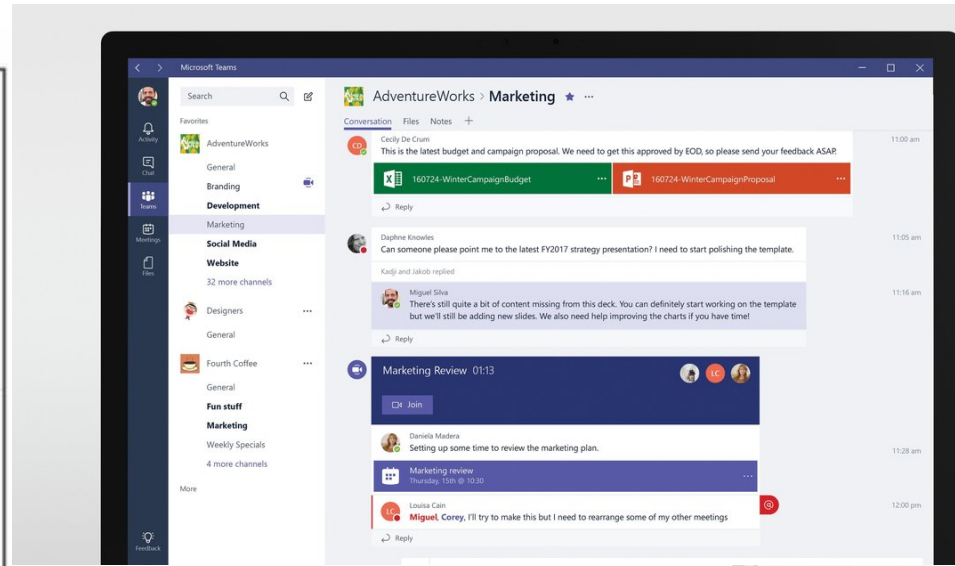 Microsoft Teams
Search
Activity
Chat
Teams
Meetings
Files
Feedback
Favorites
AdventureWorks
General
Branding
Development
Marketing
Social Media
Website
32 more channels
Designers
General
Fourth Coffee
General
Fun stuff
Marketing
Weekly Specials
4 more channels
More
AdventureWorks > Marketing
Conversation Files Notes
Cecily De Crum
11:00 am
CD
This is the latest budget and campaign proposal. We need to get this approved by EOD, so please send your feedback ASAP.
160724-WinterCampaignBudget
160724-WinterCampaignProposal
Reply
Daphne Knowles
11:05 am
Can someone please point me to the latest FY2017 strategy presentation? I need to start polishing the template.
Kadji and Jakob replied
Miguel Silva
11:16 am
There's still quite a bit of content missing from this deck. You can definitely start working on the template
but we'll still be adding new slides. We also need help improving the charts if you have time!
Reply
Marketing Review 01:13
LC
Join
Daniela Madera
Setting up some time to review the marketing plan.
11:28 am
Marketing review
Thursday, 15th @ 10:30
Louisa Cain
12:00 pm
LC
Miguel, Corey, I'll try to make this but I need to rearrange some of my other meetings
Reply